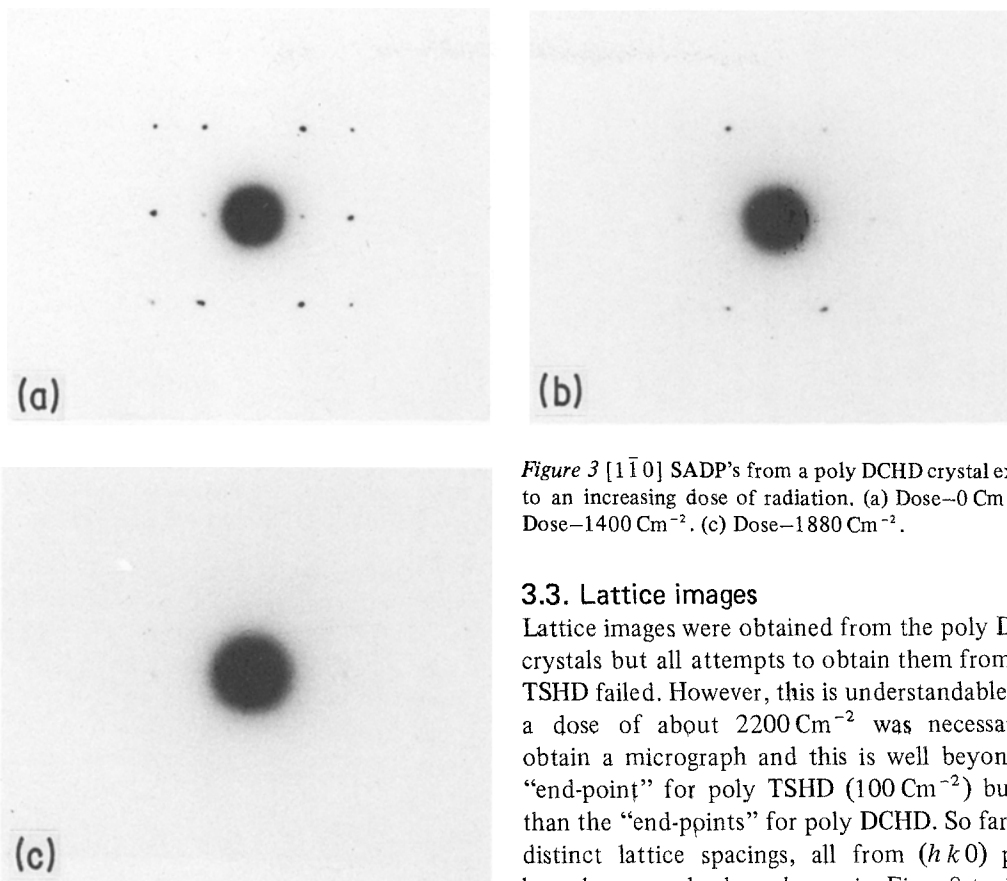 (a)
(b)
Figure 3 [1 1̄ 0] SADP's from a poly DCHD crystal
to an increasing dose of radiation. (a) Dose–0 Cm
Dose–1400 Cm⁻². (c) Dose–1880 Cm⁻².
(c)
3.3. Lattice images
Lattice images were obtained from the poly D
crystals but all attempts to obtain them from
TSHD failed. However, this is understandable
a dose of about 2200 Cm⁻² was
obtain a micrograph and this is well
"end-point" for poly TSHD (100 Cm⁻²)
than the "end-points" for poly DCHD. So far
distinct lattice spacings, all from (h k 0)